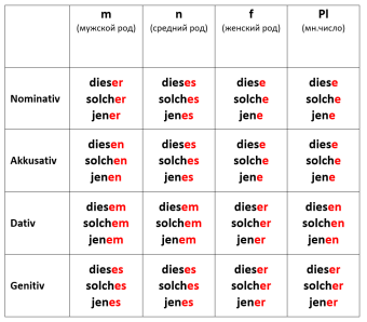 m n f Pl
(мужской род) (средний род) (женский род) (мн.число)
dieser dieses diese diese
Nominativ solcher solches solche solche
jener jenes jene jene
diesen dieses diese diese
Akkusativ solchen solches solche solche
jenen jenes jene jene
diesem diesem dieser diesen
Dativ solchem solchem solcher solchen
jenem jenem jener jenen
dieses dieses dieser dieser
Genitiv solches solches solcher solcher
jenes jenes jener jener